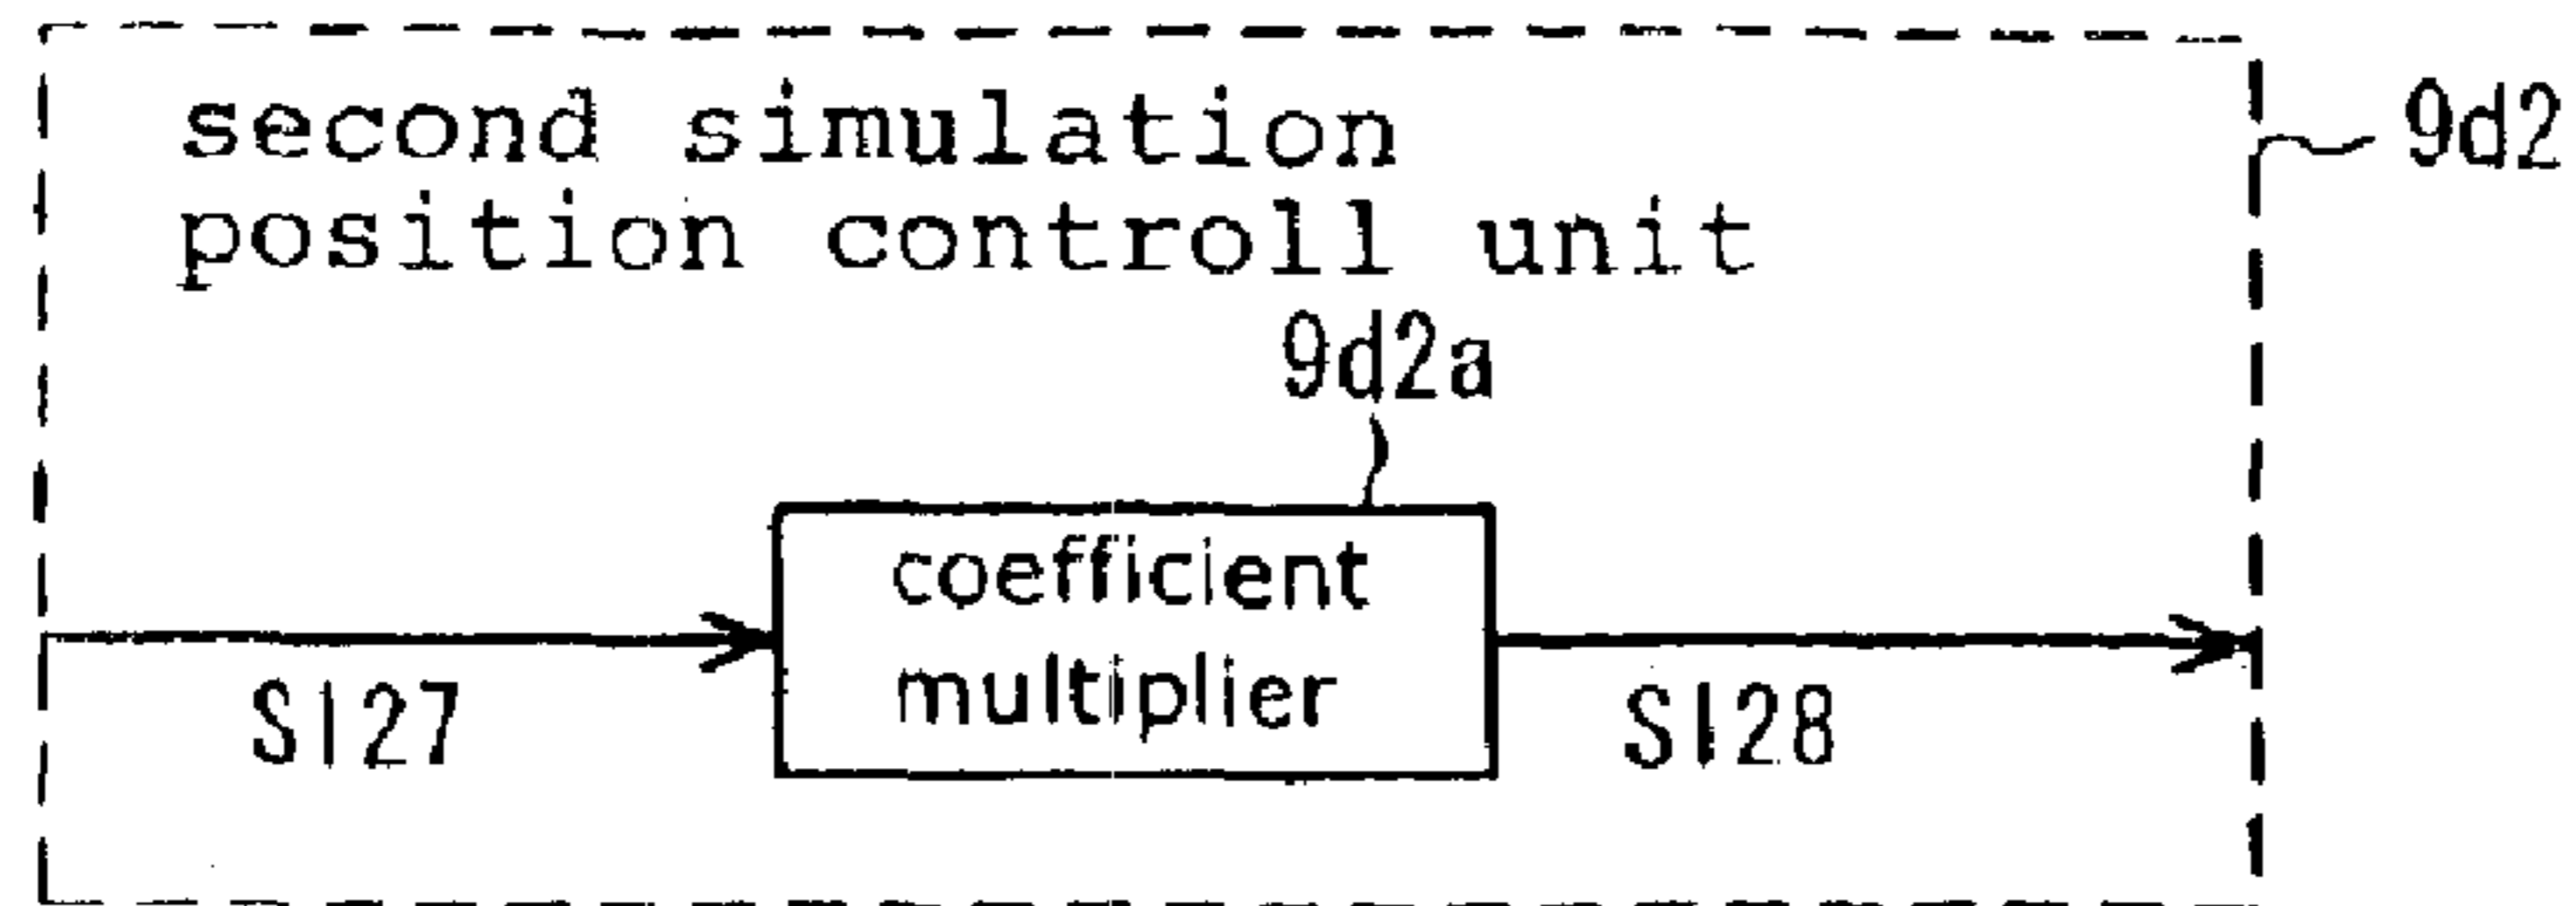 second simulation
position controll unit
9d2
9d2a
coefficient
multiplier
S127
S128